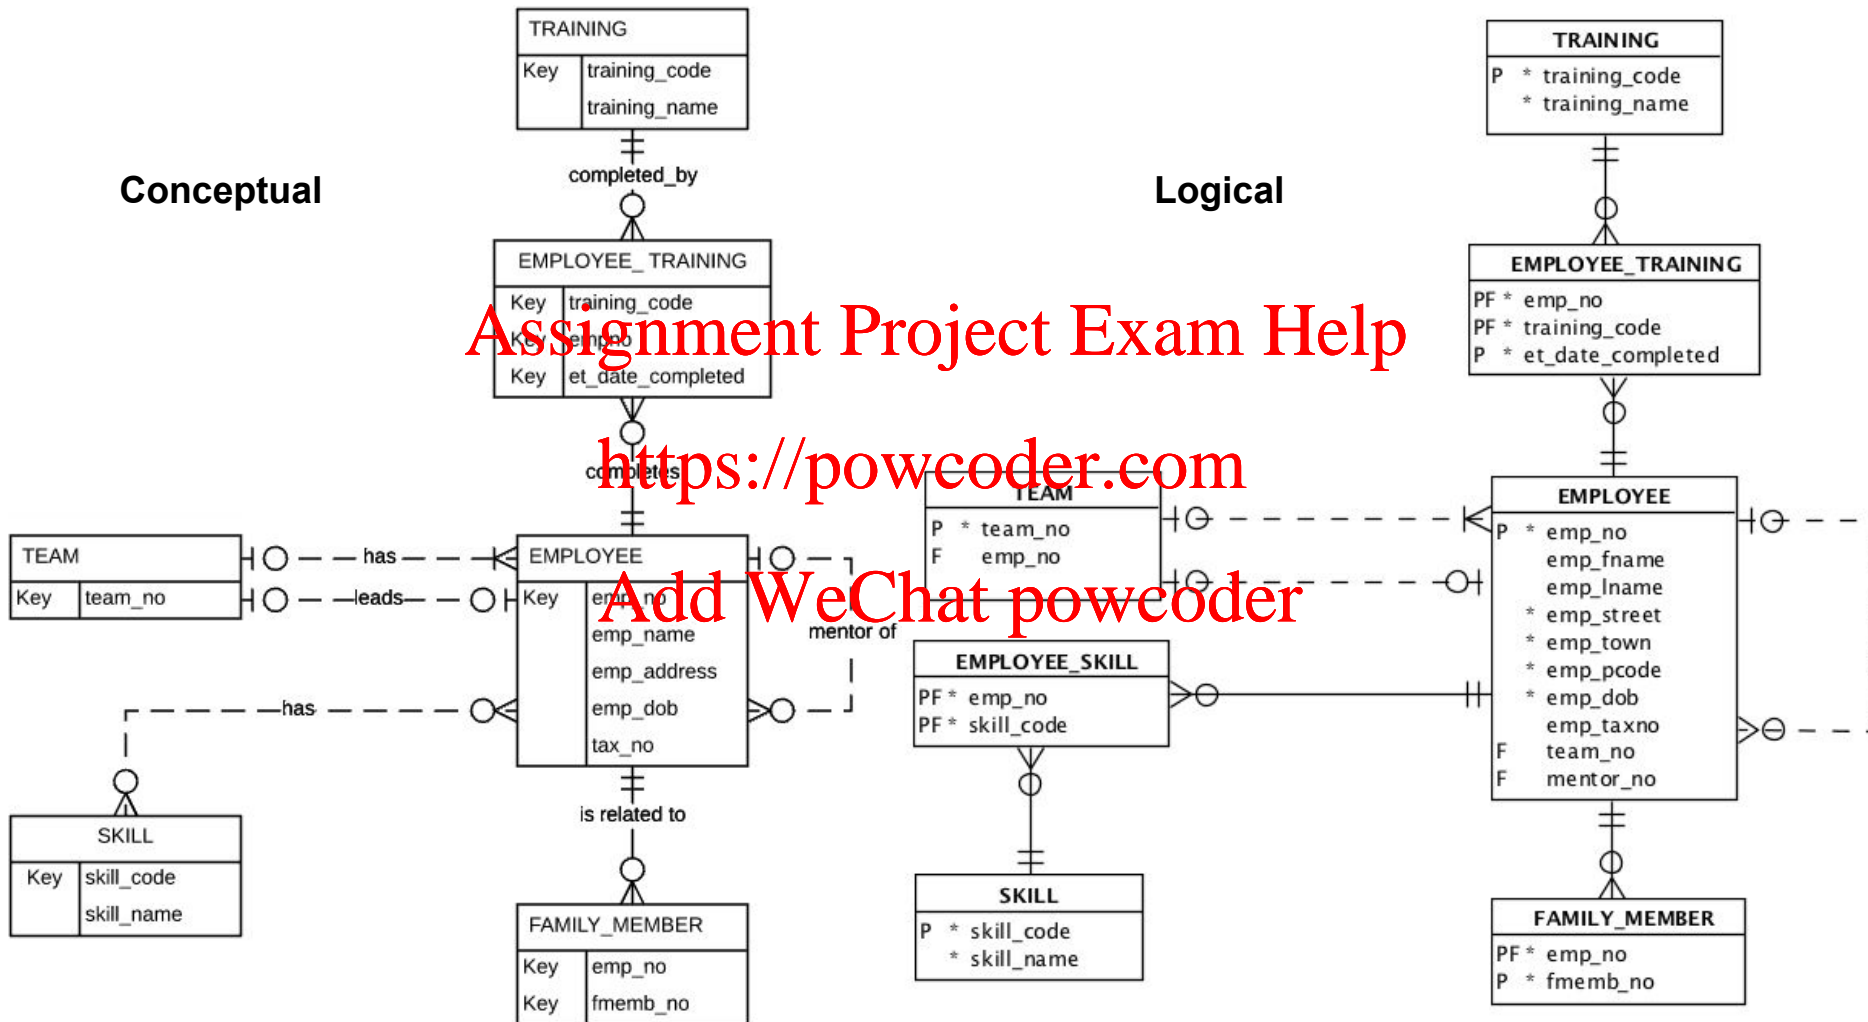 Conceptual
TRAINING
Key training_code
training_name
completed_by
EMPLOYEE_ TRAINING
Key training_code
Key empno
Key et_date_completed
completes
TEAM
Key team_no
has
leads
EMPLOYEE
Key emp_no
emp_name
emp_address
emp_dob
tax_no
mentor of
has
SKILL
Key skill_code
skill_name
is related to
FAMILY_MEMBER
Key emp_no
Key fmemb_no
Assignment Project Exam Help
https://powcoder.com
Add WeChat powcoder
Logical
TRAINING
P * training_code
* training_name
EMPLOYEE_TRAINING
PF * emp_no
PF * training_code
P * et_date_completed
TEAM
P * team_no
F emp_no
EMPLOYEE
P * emp_no
emp_fname
emp_lname
* emp_street
* emp_town
* emp_pcode
* emp_dob
emp_taxno
F team_no
F mentor_no
EMPLOYEE_SKILL
PF * emp_no
PF * skill_code
SKILL
P * skill_code
* skill_name
FAMILY_MEMBER
PF * emp_no
P * fmemb_no